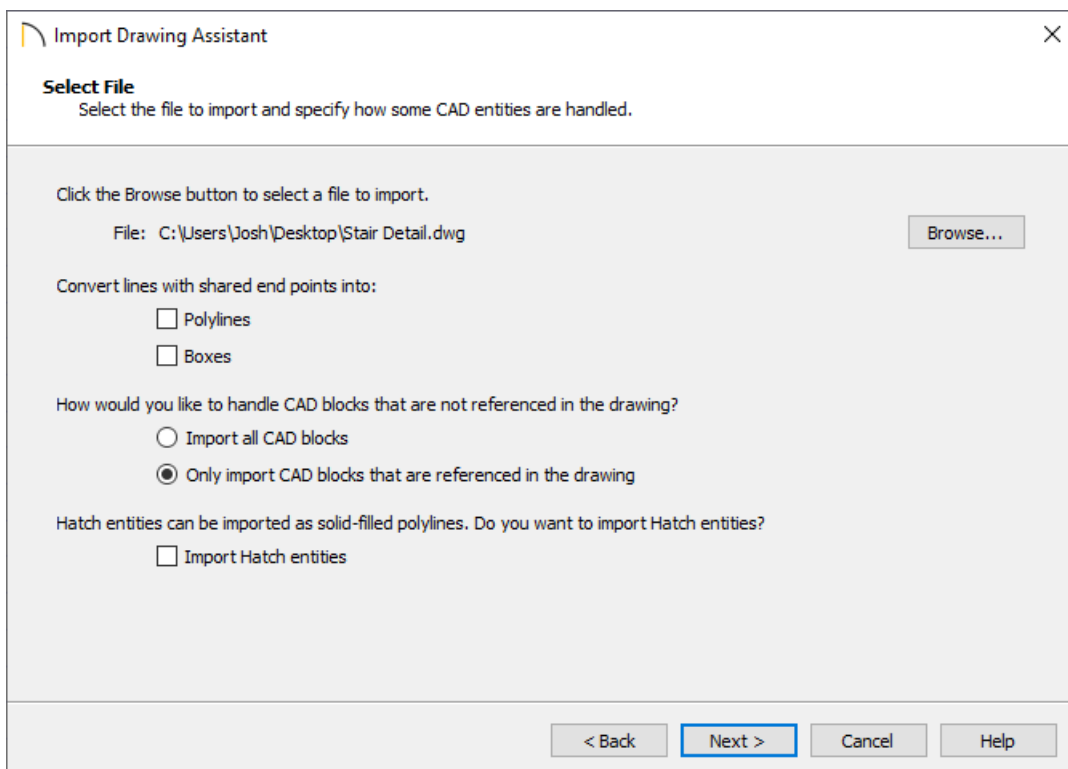 Import Drawing Assistant
Select File
Select the file to import and specify how some CAD entities are handled.
Click the Browse button to select a file to import.
File: C:\Users\Josh\Desktop\Stair Detail.dwg
Browse...
Convert lines with shared end points into:
Polylines
Boxes
How would you like to handle CAD blocks that are not referenced in the drawing?
Import all CAD blocks
Only import CAD blocks that are referenced in the drawing
Hatch entities can be imported as solid-filled polylines. Do you want to import Hatch entities?
Import Hatch entities
< Back Next > Cancel Help